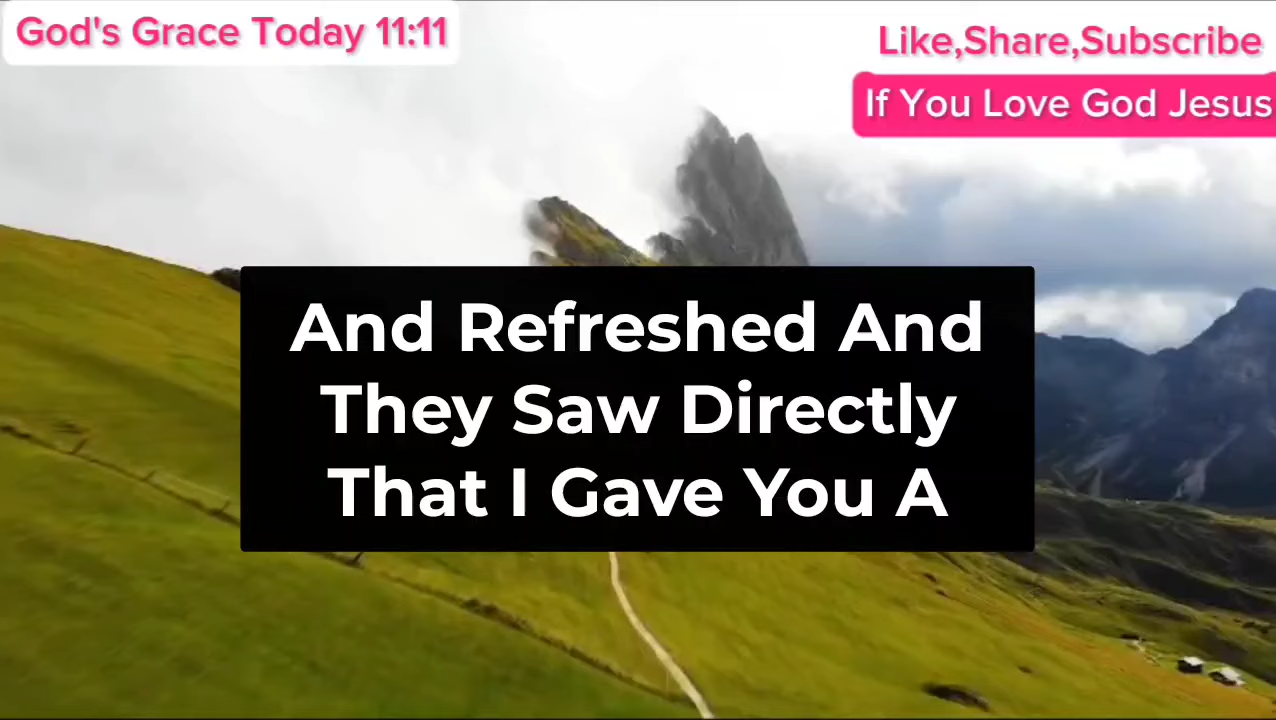 God's Grace Today 11:11
Like,Share,Subscribe
If You Love God Jesus
And Refreshed And
They Saw Directly
That I Gave You A